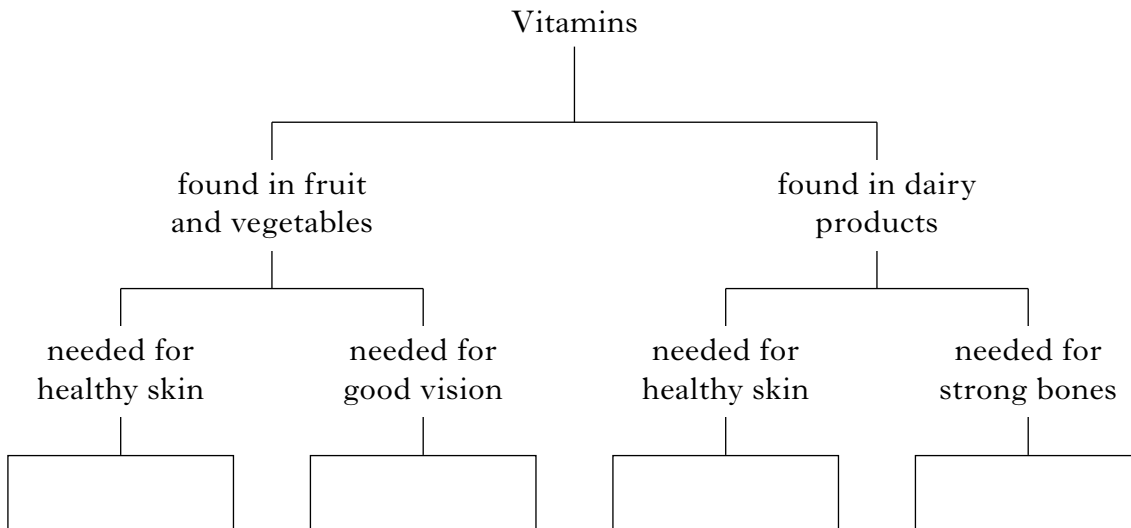 Vitamins
found in fruit
and vegetables
found in dairy
products
needed for
healthy skin
needed for
good vision
needed for
healthy skin
needed for
strong bones